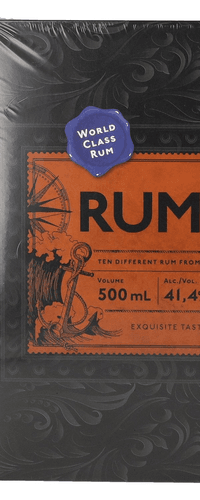 WORLD
CLASS
RUM
RUM
TEN DIFFERENT RUM FROM
VOLUME
500 mL
ALC./VOL.
41,4
EXQUISITE TAST